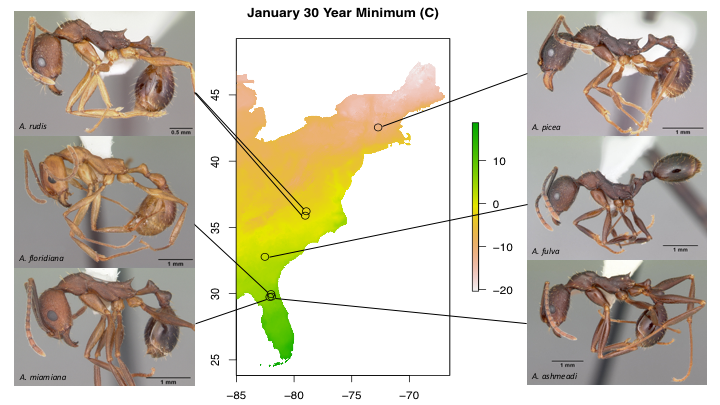 January 30 Year Minimum (C)
A. rudis
0.5 mm
A. picea
1 mm
A. floridiana
1 mm
A. fulva
1 mm
A. miamiana
1 mm
A. ashmeadi
1 mm
45
40
35
30
25
−85
−80
−75
−70
10
0
−10
−20